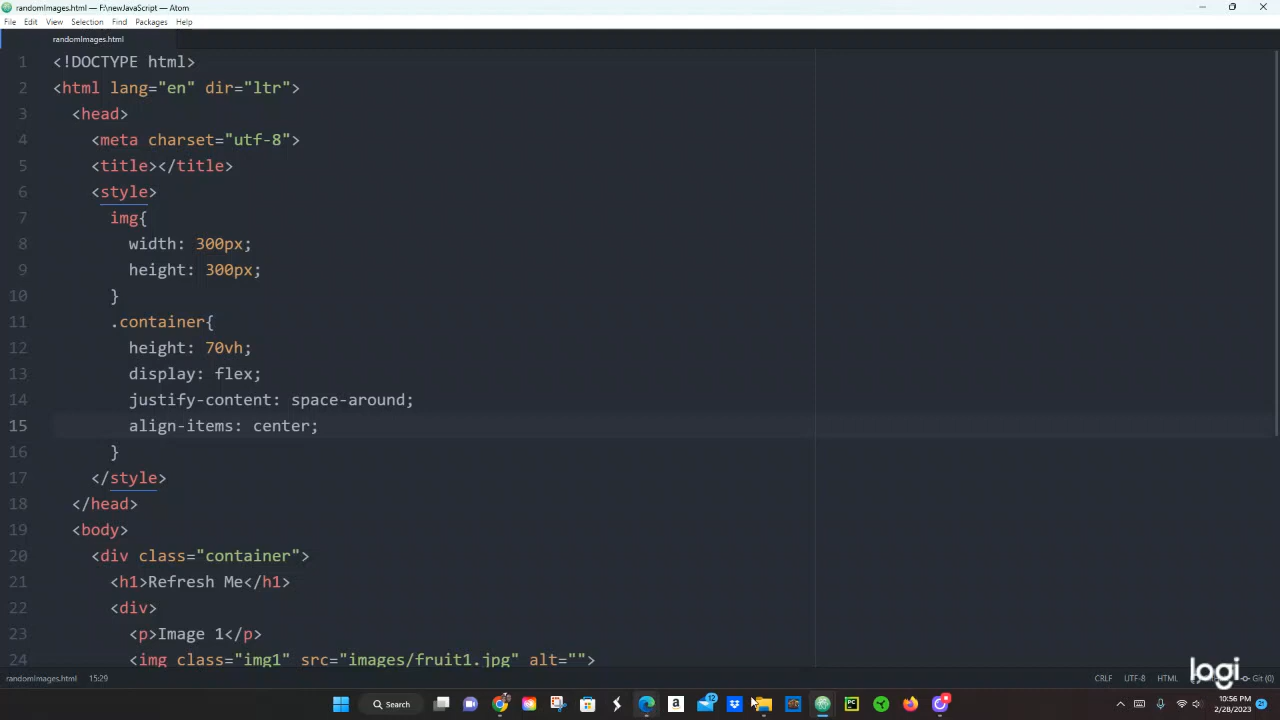 randomImages.html — F:\newJavaScript — Atom
File Edit View Selection Find Packages Help
randomImages.html
1 <!DOCTYPE html>
2 <html lang="en" dir="ltr">
3 <head>
4 <meta charset="utf-8">
5 <title></title>
6 <style>
7 img{
8 width: 300px;
9 height: 300px;
10 }
11 .container{
12 height: 70vh;
13 display: flex;
14 justify-content: space-around;
15 align-items: center;
16 }
17 </style>
18 </head>
19 <body>
20 <div class="container">
21 <h1>Refresh Me</h1>
22 <div>
23 <p>Image 1</p>
24 <img class="img1" src="images/fruit1.jpg" alt="">
randomImages.html 15:29 CRLF UTF-8 HTML Git (0)
logi
Search 12 PC 10:56 PM
2/28/2023 21